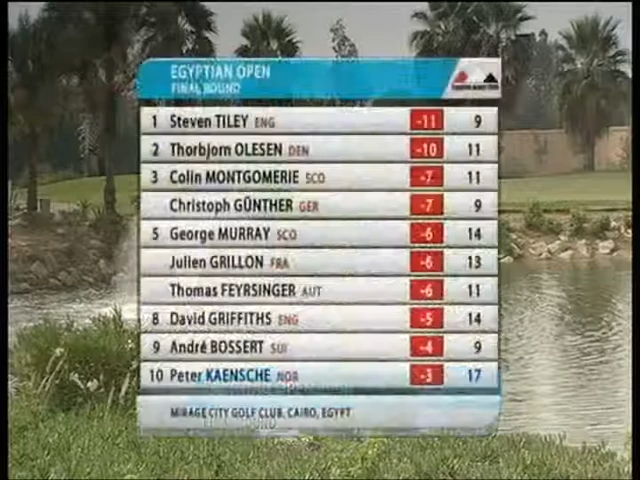 EGYPTIAN OPEN
FINAL ROUND
1 Steven TILEY ENG -11 9
2 Thorbjorn OLESEN DEN -10 11
3 Colin MONTGOMERIE SCO -7 11
Christoph GÜNTHER GER -7 9
5 George MURRAY SCO -6 14
Julien GRILLON FRA -6 13
Thomas FEYRSINGER AUT -6 11
8 David GRIFFITHS ENG -5 14
9 André BOSSERT SUI -4 9
10 Peter KAENSCHE NOR -3 17
MIRAGE CITY GOLF CLUB, CAIRO, EGYPT